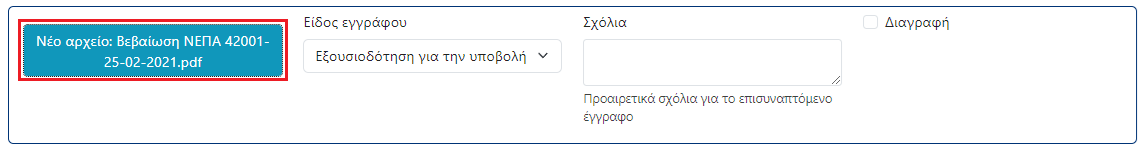 Νέο αρχείο: Βεβαίωση ΝΕΠΑ 42001-
25-02-2021.pdf
Είδος εγγράφου
Εξουσιοδότηση για την υποβολή
Σχόλια
Προαιρετικά σχόλια για το επισυναπτόμενο
έγγραφο
Διαγραφή